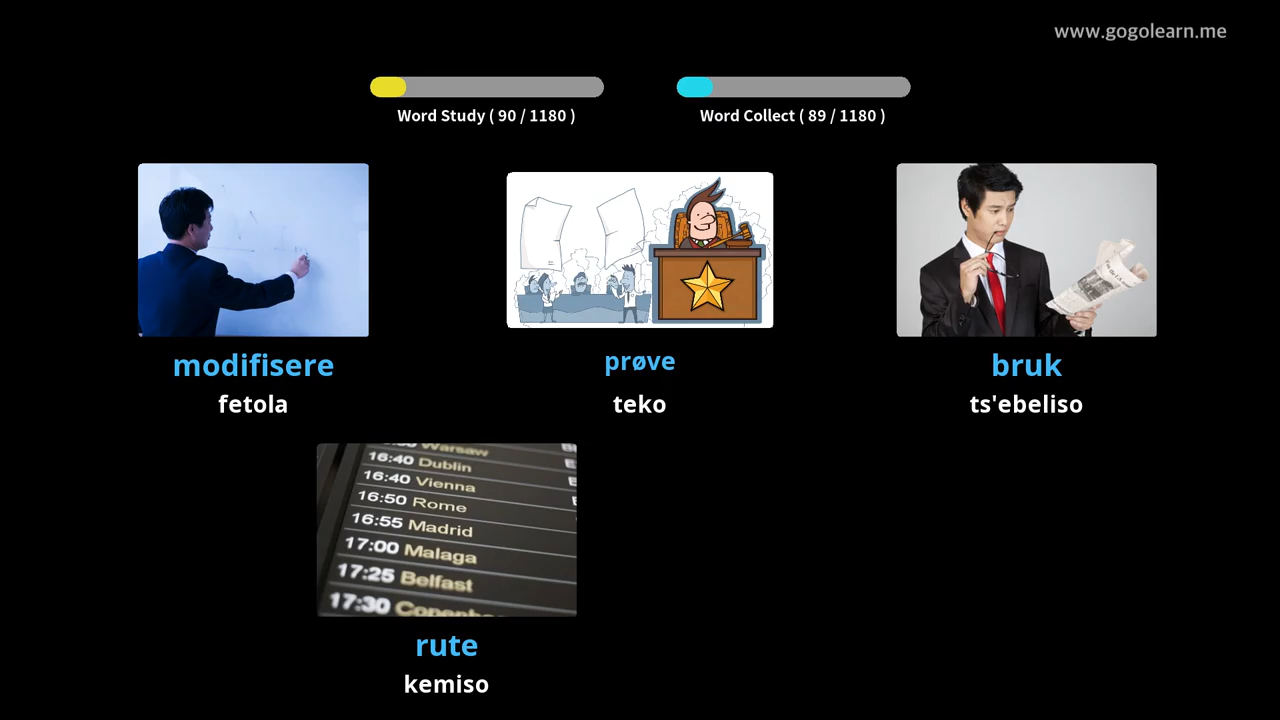 www.gogolearn.me
Word Study ( 90 / 1180 )
Word Collect ( 89 / 1180 )
modifisere
fetola
prøve
teko
bruk
ts'ebeliso
Warsaw
16:40 Dublin
16:40 Vienna
16:50 Rome
16:55 Madrid
17:00 Malaga
17:25 Belfast
17:30
rute
kemiso